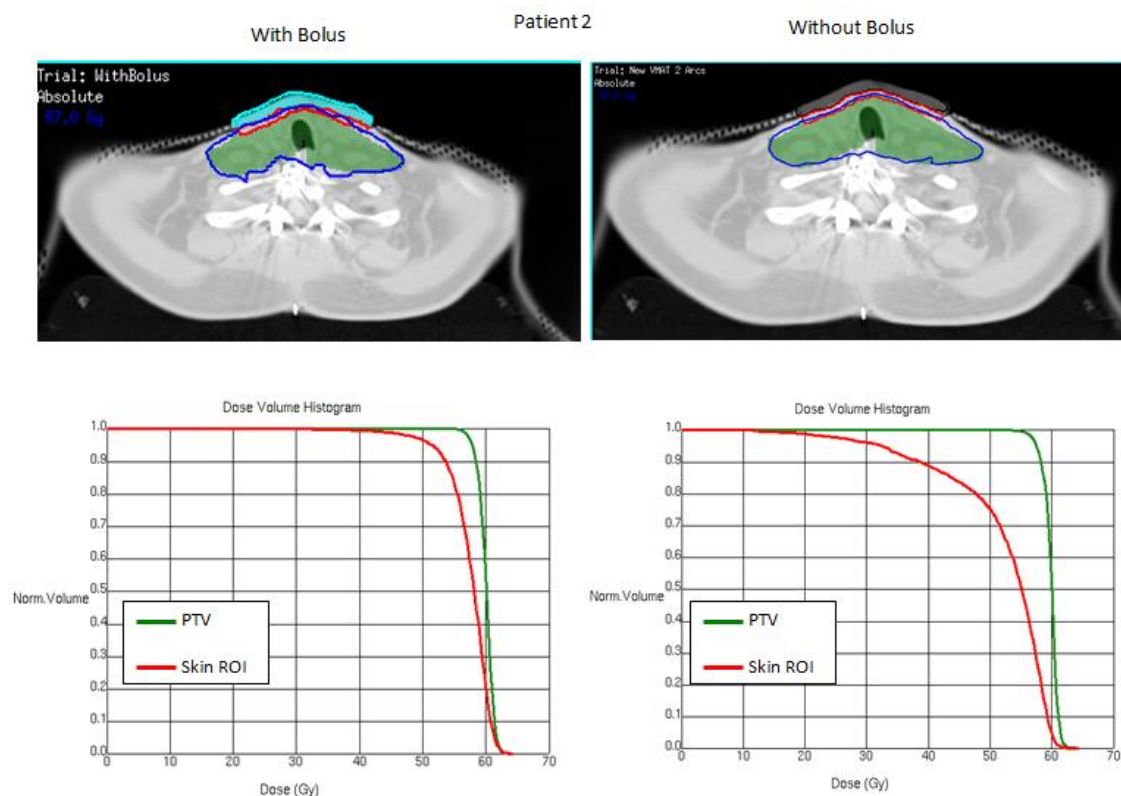 Patient 2
With Bolus
Without Bolus
Trial: WithBolus
Absolute
57.0 Gy
Trial: New VMAT 2 Arcs
Absolute
Dose Volume Histogram
1.0
0.9
0.8
0.7
0.6
0.5
Norm.Volume
0.4
0.3
0.2
0.1
0.0
PTV
Skin ROI
0
10
20
30
40
50
60
70
Dose (Gy)
Dose Volume Histogram
1.0
0.9
0.8
0.7
0.6
0.5
Norm.Volume
0.4
0.3
0.2
0.1
0.0
PTV
Skin ROI
0
10
20
30
40
50
60
70
Dose (Gy)